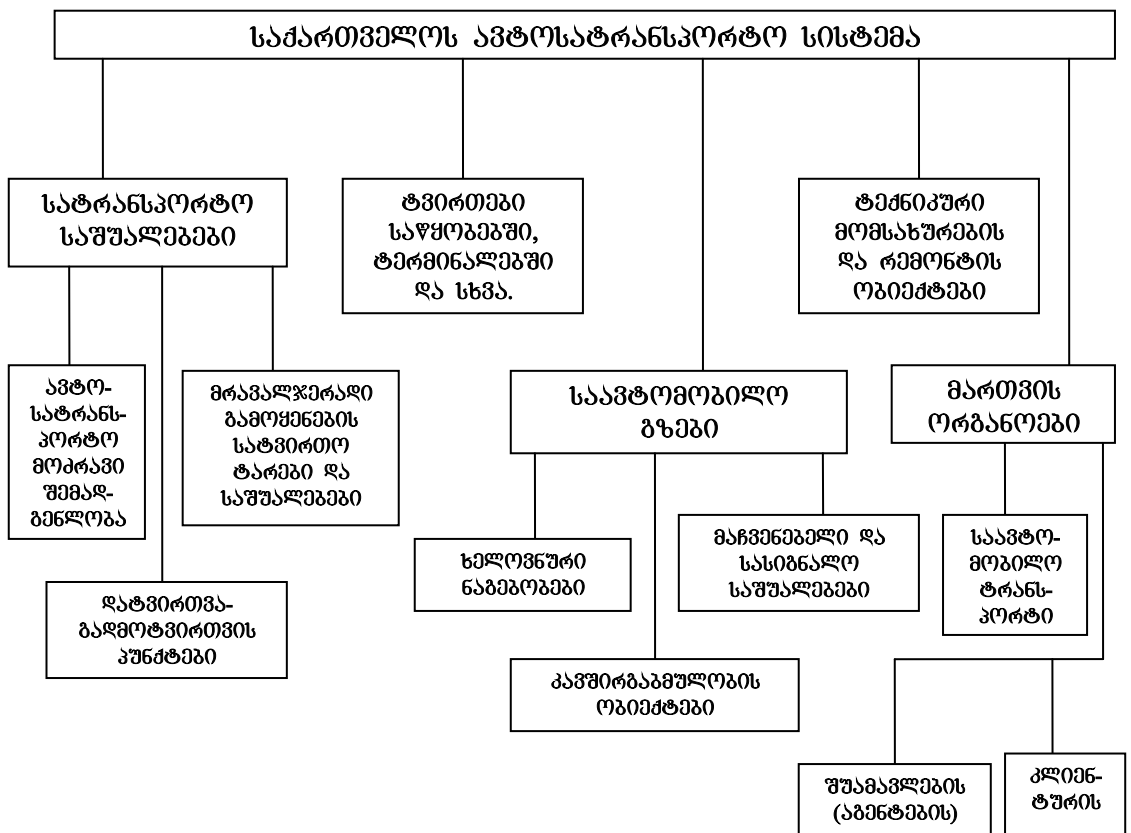 საქართველოს ავტოსატრანსპორტო სისტემა
სატრანსპორტო
საშუალებები
ტვირთები
საწყობებში,
ტერმინალებში
და სხვა.
ტექნიკური
მომსახურების
და რემონტის
ობიექტები
ავტო-
სატრანს-
პორტო
მოძრავი
შემად-
გენლობა
მრავალჯერადი
გამოყენების
სატვირთო
ტარები და
საშუალებები
საავტომობილო
გზები
მართვის
ორგანოები
ხელოვნური
ნაგებობები
მაჩვენებელი და
სასიგნალო
საშუალებები
საავტო-
მობილო
ტრანს-
პორტი
დატვირთვა-
გადმოტვირთვის
პუნქტები
კავშირგაბმულობის
ობიექტები
შუამავლების
(აგენტების)
კლიენ-
ტურის